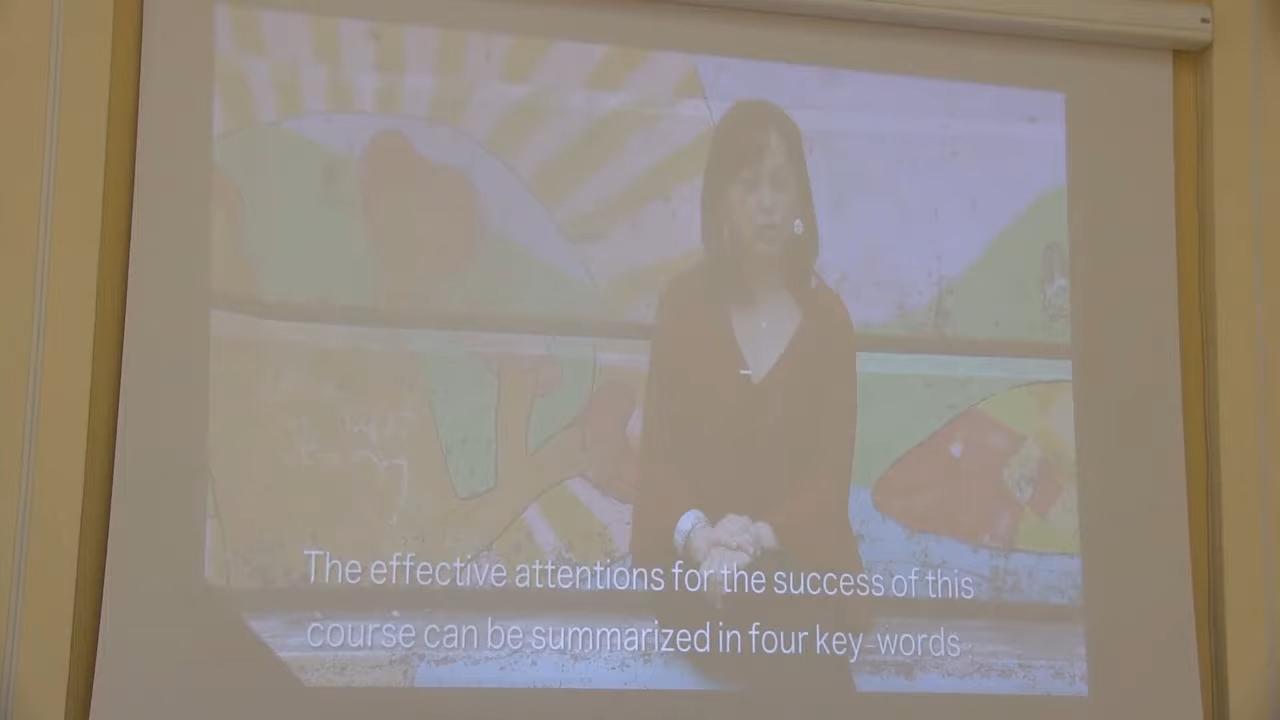 The effective attentions for the success of this
course can be summarized in four key-words :